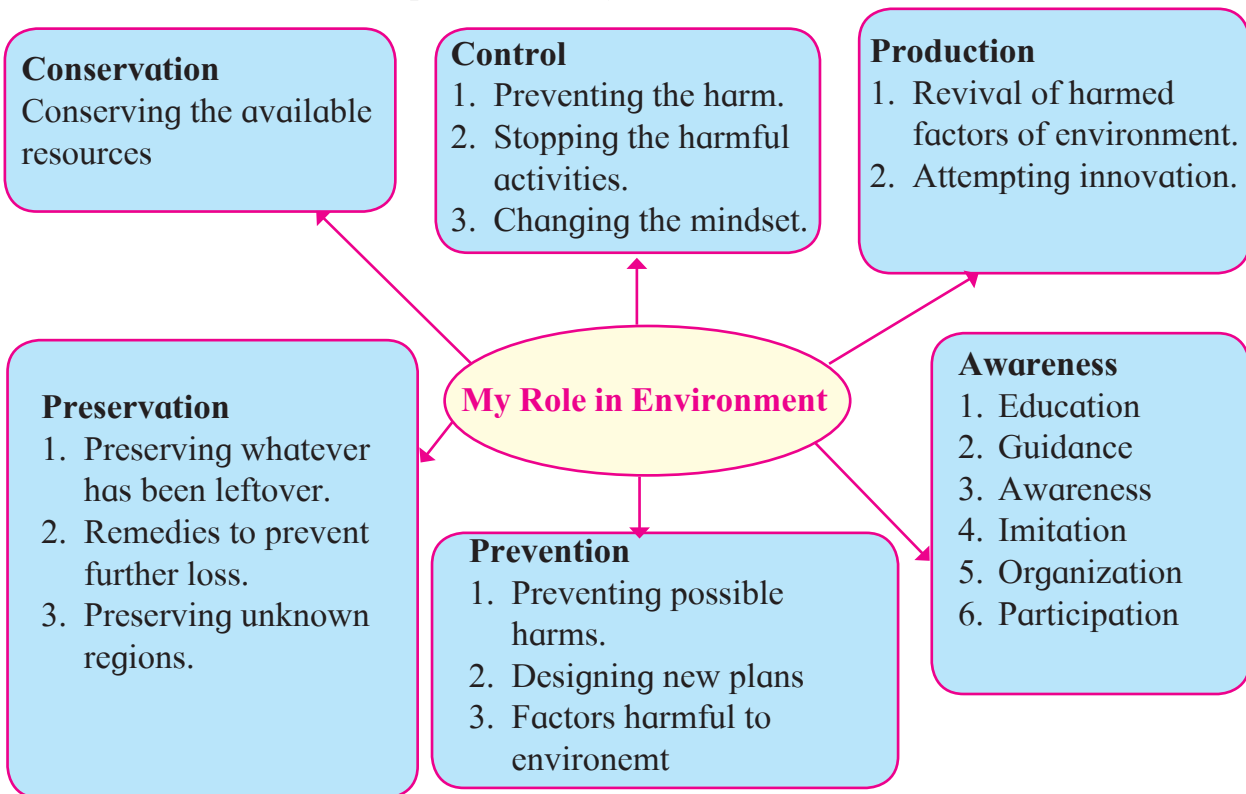 Conservation
Conserving the available
resources
Control
1. Preventing the harm.
2. Stopping the harmful
activities.
3. Changing the mindset.
Production
1. Revival of harmed
factors of environment.
2. Attempting innovation.
My Role in Environment
Preservation
1. Preserving whatever
has been leftover.
2. Remedies to prevent
further loss.
3. Preserving unknown
regions.
Prevention
1. Preventing possible
harms.
2. Designing new plans
3. Factors harmful to
environemt
Awareness
1. Education
2. Guidance
3. Awareness
4. Imitation
5. Organization
6. Participation